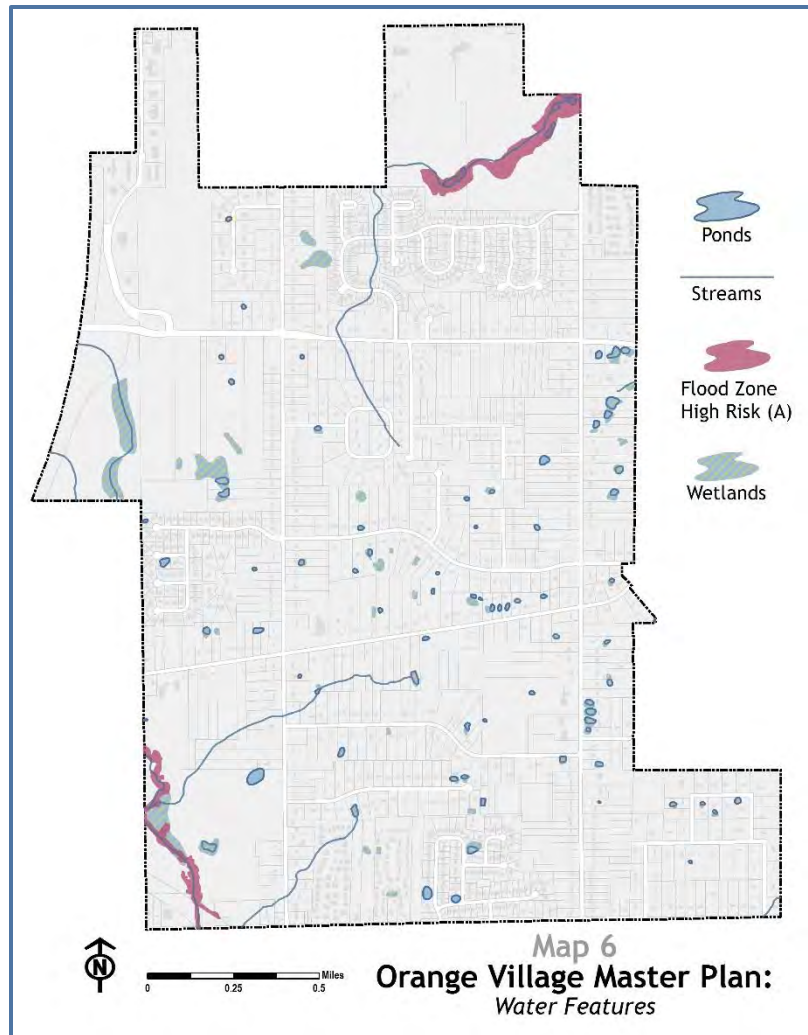 Ponds
Streams
Flood Zone
High Risk (A)
Wetlands
Map 6
Orange Village Master Plan:
Water Features
N
Miles
0 0.25 0.5